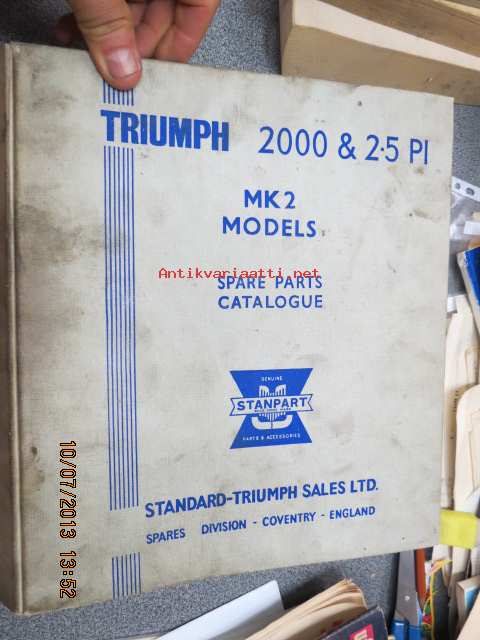 TRIUMPH 2000 & 2·5 PI
MK2
MODELS
Antikvariaatti.net
SPARE PARTS
CATALOGUE
GENUINE
STANPART
PARTS & ACCESSORIES
STANDARD-TRIUMPH SALES LTD.
SPARES DIVISION - COVENTRY - ENGLAND
10/07/2013 13:52